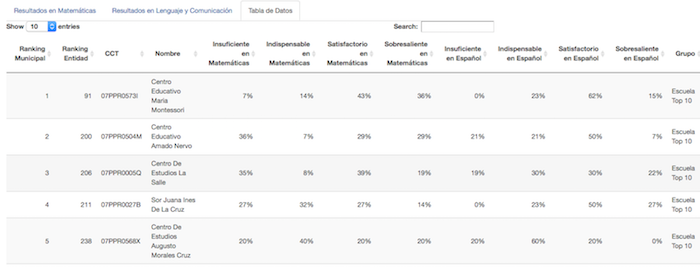 Resultados en Matemáticas Resultados en Lenguaje y Comunicación Tabla de Datos
Show 10 entries Search:
Ranking Municipal Ranking Entidad CCT Nombre Insuficiente en Matemáticas Indispensable en Matemáticas Satisfactorio en Matemáticas Sobresaliente en Matemáticas Insuficiente en Español Indispensable en Español Satisfactorio en Español Sobresaliente en Español Grupo
1 91 07PPR0573I Centro Educativo Maria Montessori 7% 14% 43% 36% 0% 23% 62% 15% Escuela Top 10
2 200 07PPR0504M Centro Educativo Amado Nervo 36% 7% 29% 29% 21% 21% 50% 7% Escuela Top 10
3 206 07PPR0005Q Centro De Estudios La Salle 35% 8% 39% 19% 19% 30% 30% 22% Escuela Top 10
4 211 07PPR0027B Sor Juana Ines De La Cruz 27% 32% 27% 14% 0% 23% 50% 27% Escuela Top 10
5 238 07PPR0568X Centro De Estudios Augusto Morales Cruz 20% 40% 20% 20% 20% 60% 20% 0% Escuela Top 10